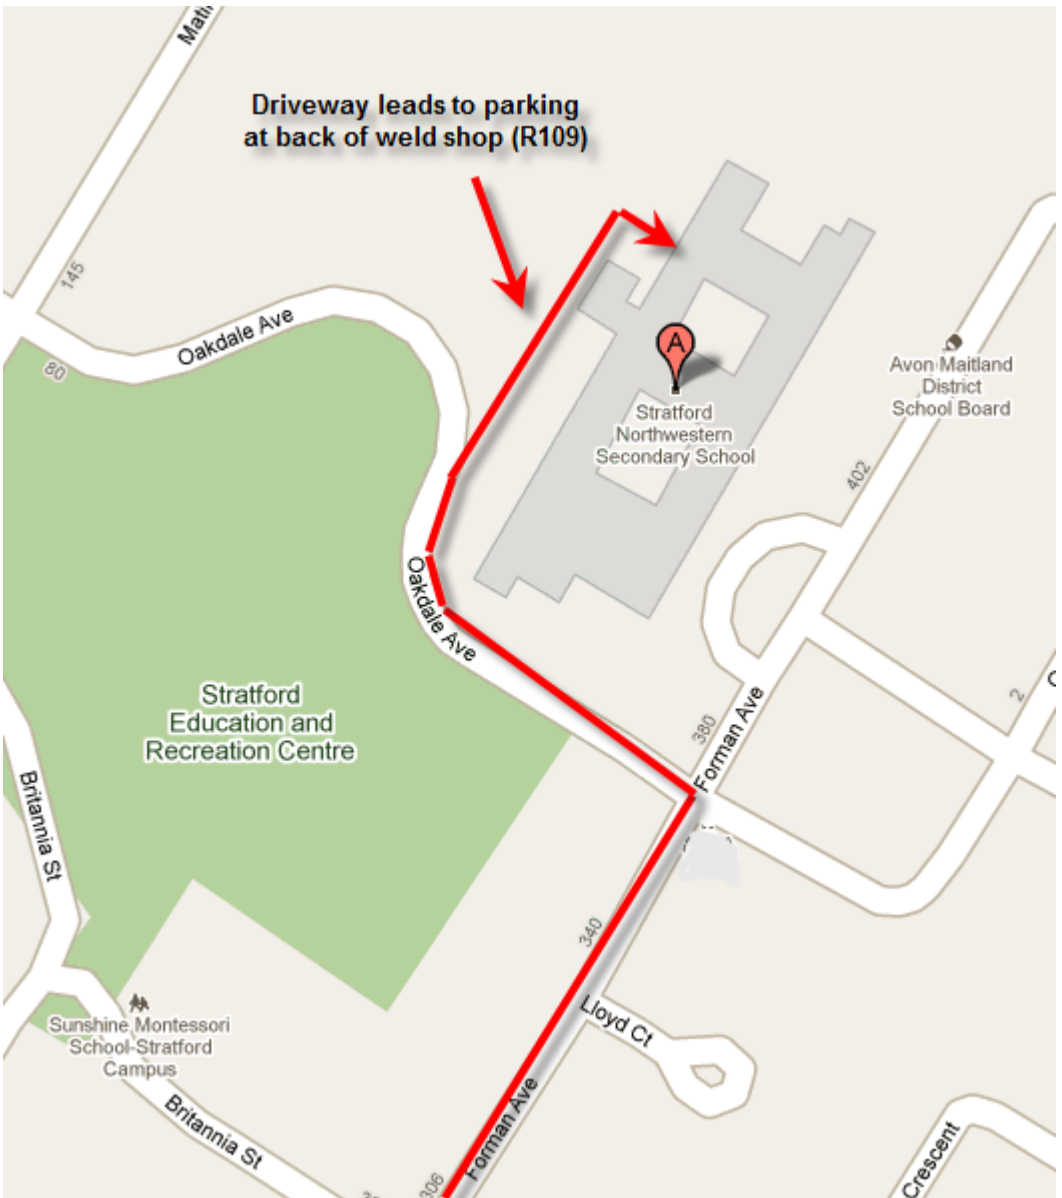 Driveway leads to parking
at back of weld shop (R109)
145
Oakdale Ave
80
A
Stratford
Northwestern
Secondary School
Avon Maitland
District
School Board
402
Oakdale Ave
Stratford
Education and
Recreation Centre
2
380
Forman Ave
Britannia St
340
Lloyd Ct
Sunshine Montessori
School-Stratford
Campus
Britannia St
Forman Ave
306
Crescent